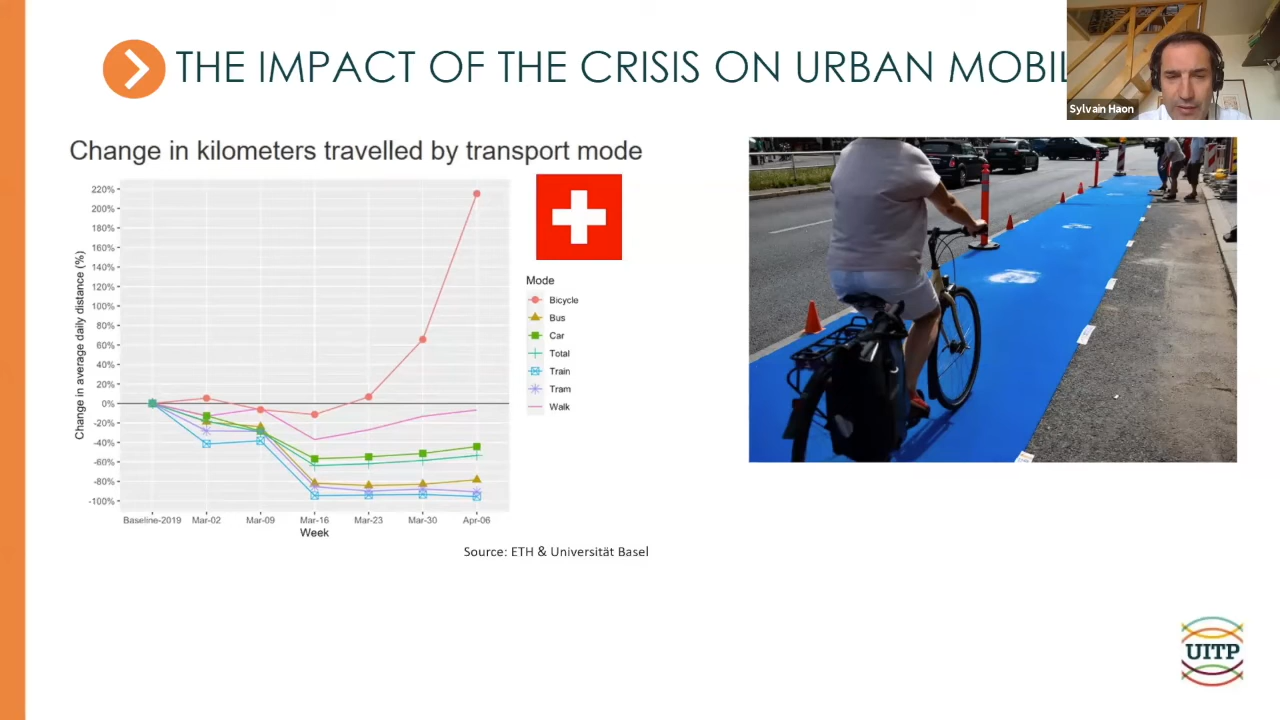 THE IMPACT OF THE CRISIS ON URBAN MOBIL
Sylvain Haon
Change in kilometers travelled by transport mode
Change in average daily distance (%)
220%
200%
180%
160%
140%
120%
100%
80%
60%
40%
20%
0%
-20%
-40%
-60%
-80%
-100%
Baseline-2019 Mar-02 Mar-09 Mar-16 Mar-23 Mar-30 Apr-06
Week
Mode
Bicycle
Bus
Car
Total
Train
Tram
Walk
Source: ETH & Universität Basel
UITP